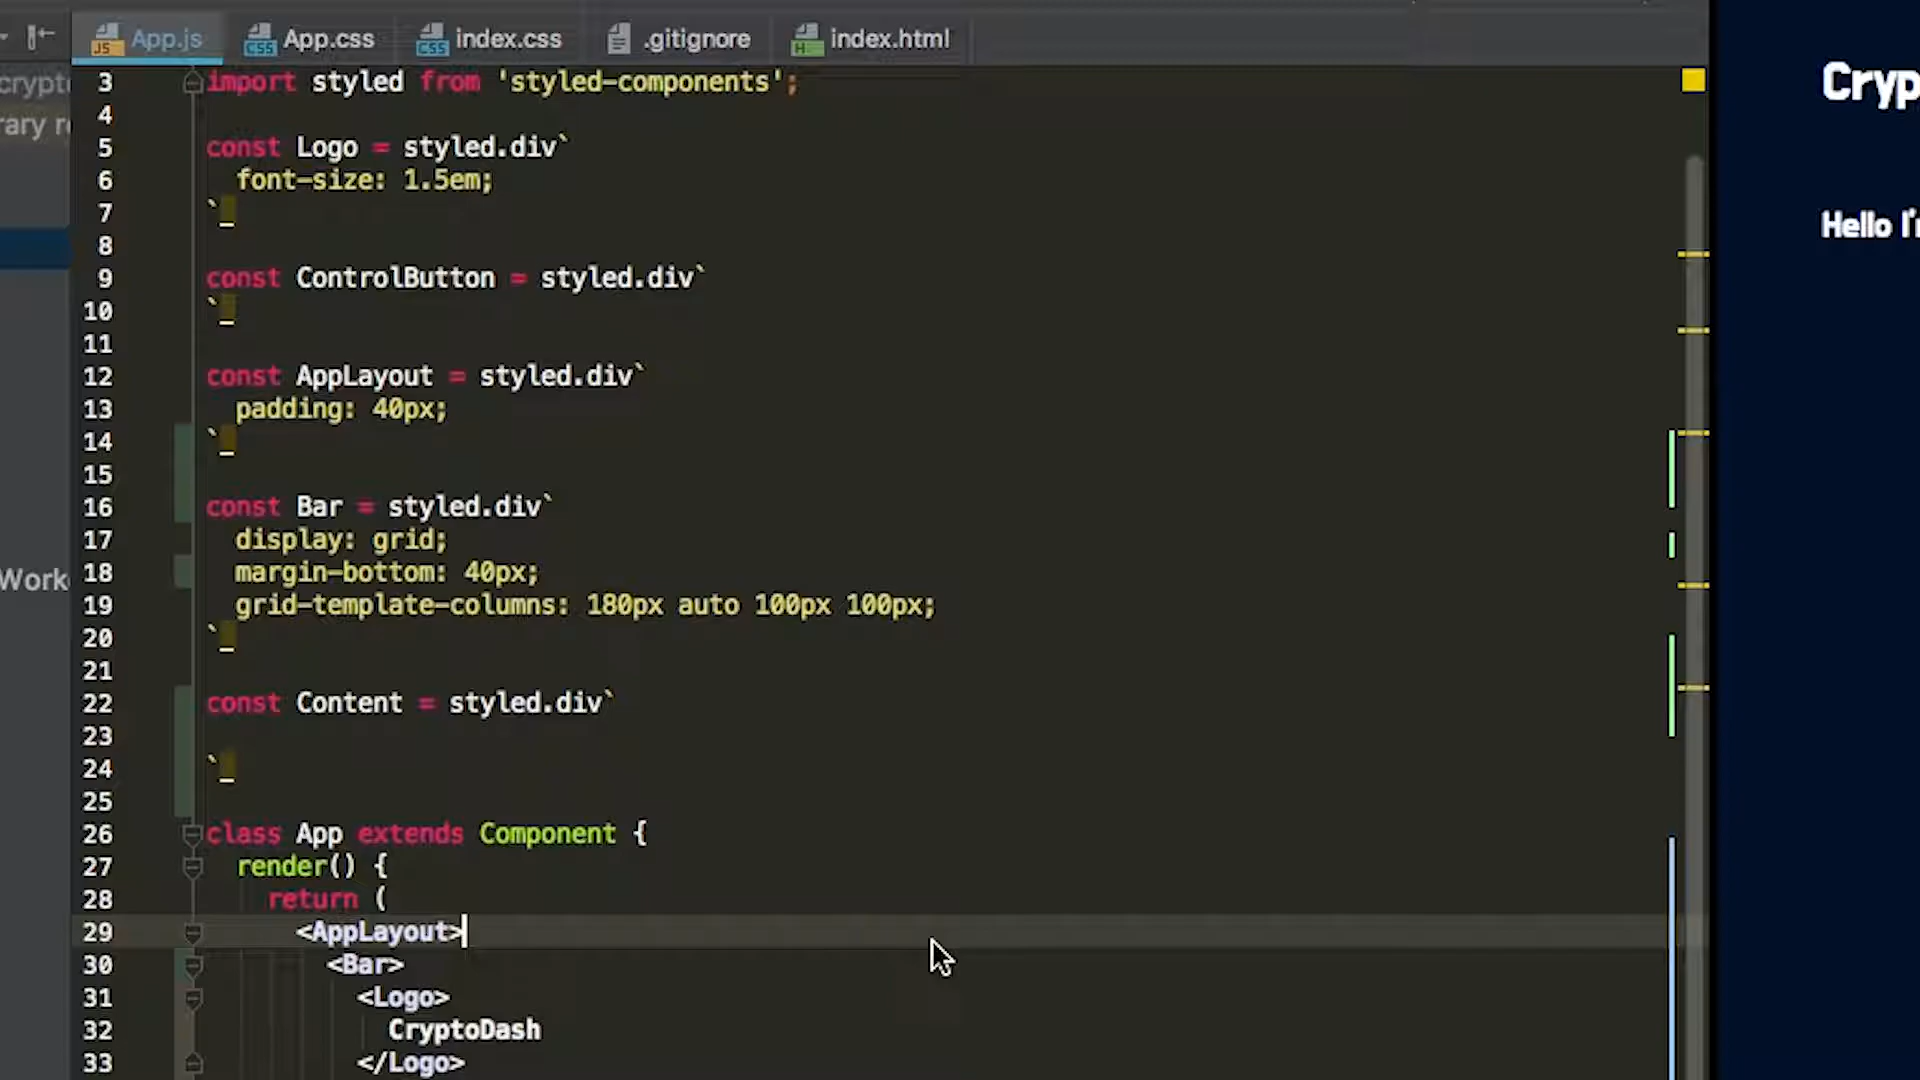 App.js App.css index.css .gitignore index.html
3 import styled from 'styled-components';
4
5 const Logo = styled.div`
6 font-size: 1.5em;
7 `
8
9 const ControlButton = styled.div`
10 `
11
12 const AppLayout = styled.div`
13 padding: 40px;
14 `
15
16 const Bar = styled.div`
17 display: grid;
18 margin-bottom: 40px;
19 grid-template-columns: 180px auto 100px 100px;
20 `
21
22 const Content = styled.div`
23
24 `
25
26 class App extends Component {
27 render() {
28 return (
29 <AppLayout>
30 <Bar>
31 <Logo>
32 CryptoDash
33 </Logo>
crypto
rary r
Work
Cryp
Hello I'